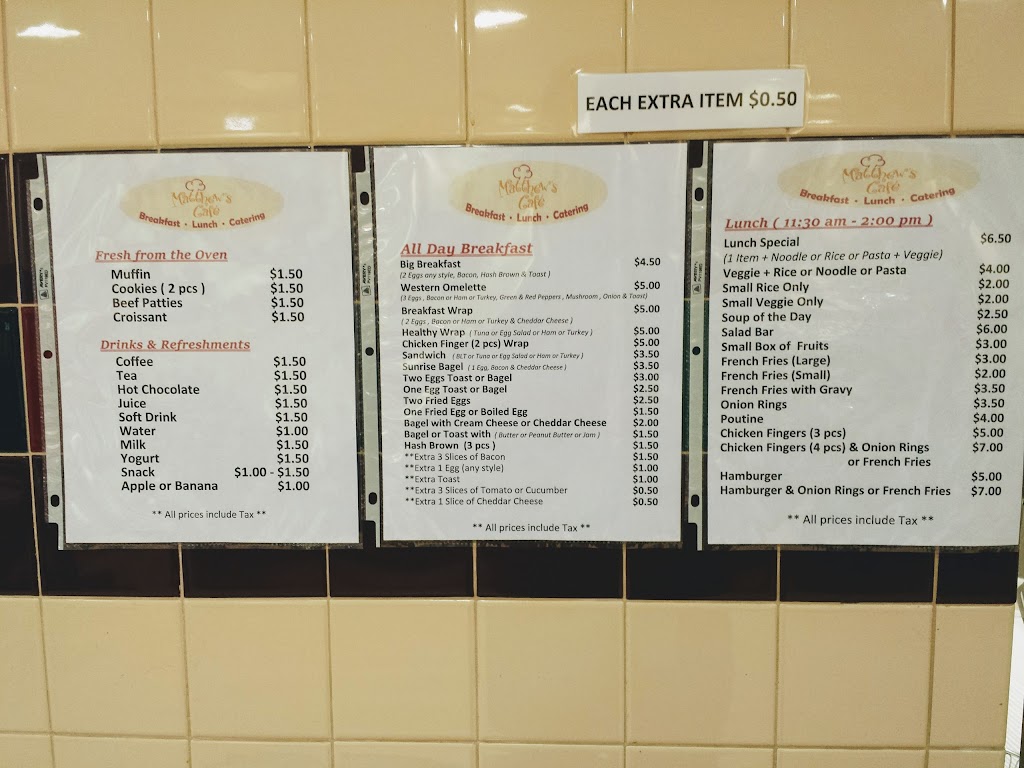 EACH EXTRA ITEM $0.50
Matthew's
Café
Breakfast · Lunch · Catering
Fresh from the Oven
Muffin $1.50
Cookies ( 2 pcs ) $1.50
Beef Patties $1.50
Croissant $1.50
Drinks & Refreshments
Coffee $1.50
Tea $1.50
Hot Chocolate $1.50
Juice $1.50
Soft Drink $1.50
Water $1.00
Milk $1.50
Yogurt $1.50
Snack $1.00 - $1.50
Apple or Banana $1.00
** All prices include Tax **
Matthew's
Café
Breakfast · Lunch · Catering
All Day Breakfast
Big Breakfast $4.50
(2 Eggs any style, Bacon, Hash Brown & Toast )
Western Omelette $5.00
(3 Eggs , Bacon or Ham or Turkey, Green & Red Peppers , Mushroom , Onion & Toast)
Breakfast Wrap $5.00
( 2 Eggs , Bacon or Ham or Turkey & Cheddar Cheese )
Healthy Wrap ( Tuna or Egg Salad or Ham or Turkey ) $5.00
Chicken Finger (2 pcs) Wrap $5.00
Sandwich ( BLT or Tuna or Egg Salad or Ham or Turkey ) $3.50
Sunrise Bagel ( 1 Egg, Bacon & Cheddar Cheese ) $3.50
Two Eggs Toast or Bagel $3.00
One Egg Toast or Bagel $2.50
Two Fried Eggs $2.50
One Fried Egg or Boiled Egg $1.50
Bagel with Cream Cheese or Cheddar Cheese $2.00
Bagel or Toast with ( Butter or Peanut Butter or Jam ) $1.50
Hash Brown (3 pcs ) $1.50
**Extra 3 Slices of Bacon $1.50
**Extra 1 Egg (any style) $1.00
**Extra Toast $1.00
**Extra 3 Slices of Tomato or Cucumber $0.50
**Extra 1 Slice of Cheddar Cheese $0.50
** All prices include Tax **
Matthew's
Café
Breakfast · Lunch · Catering
Lunch ( 11:30 am - 2:00 pm )
Lunch Special $6.50
(1 Item + Noodle or Rice or Pasta + Veggie)
Veggie + Rice or Noodle or Pasta $4.00
Small Rice Only $2.00
Small Veggie Only $2.00
Soup of the Day $2.50
Salad Bar $6.00
Small Box of Fruits $3.00
French Fries (Large) $3.00
French Fries (Small) $2.00
French Fries with Gravy $3.50
Onion Rings $3.50
Poutine $4.00
Chicken Fingers (3 pcs) $5.00
Chicken Fingers (4 pcs) & Onion Rings $7.00
or French Fries
Hamburger $5.00
Hamburger & Onion Rings or French Fries $7.00
** All prices include Tax **